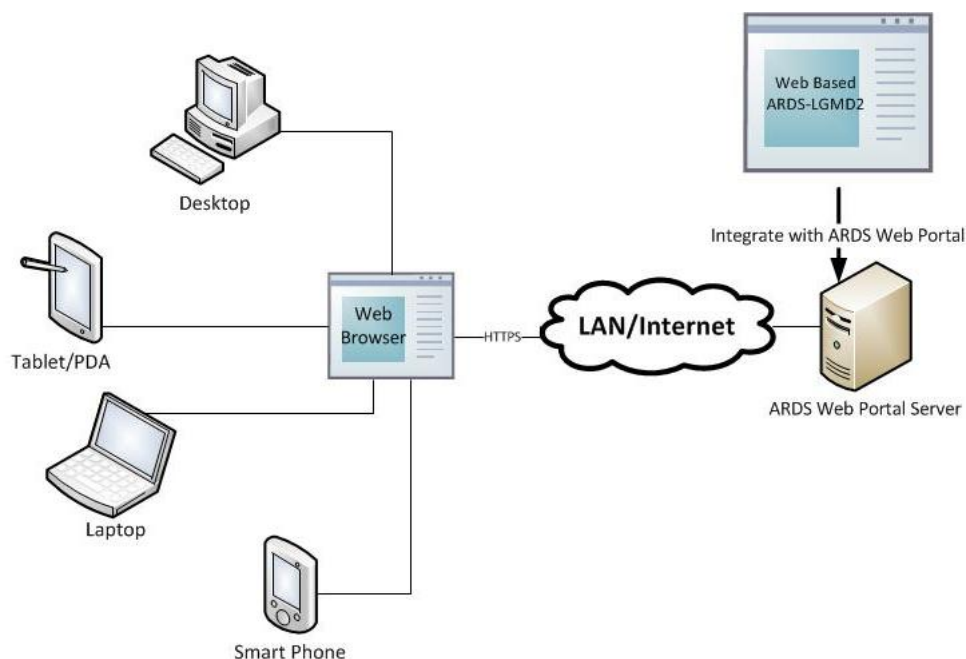 Web Based
ARDS-LGMD2
Desktop
Integrate with ARDS Web Portal
Tablet/PDA
Web
Browser
HTTPS
LAN/Internet
ARDS Web Portal Server
Laptop
Smart Phone